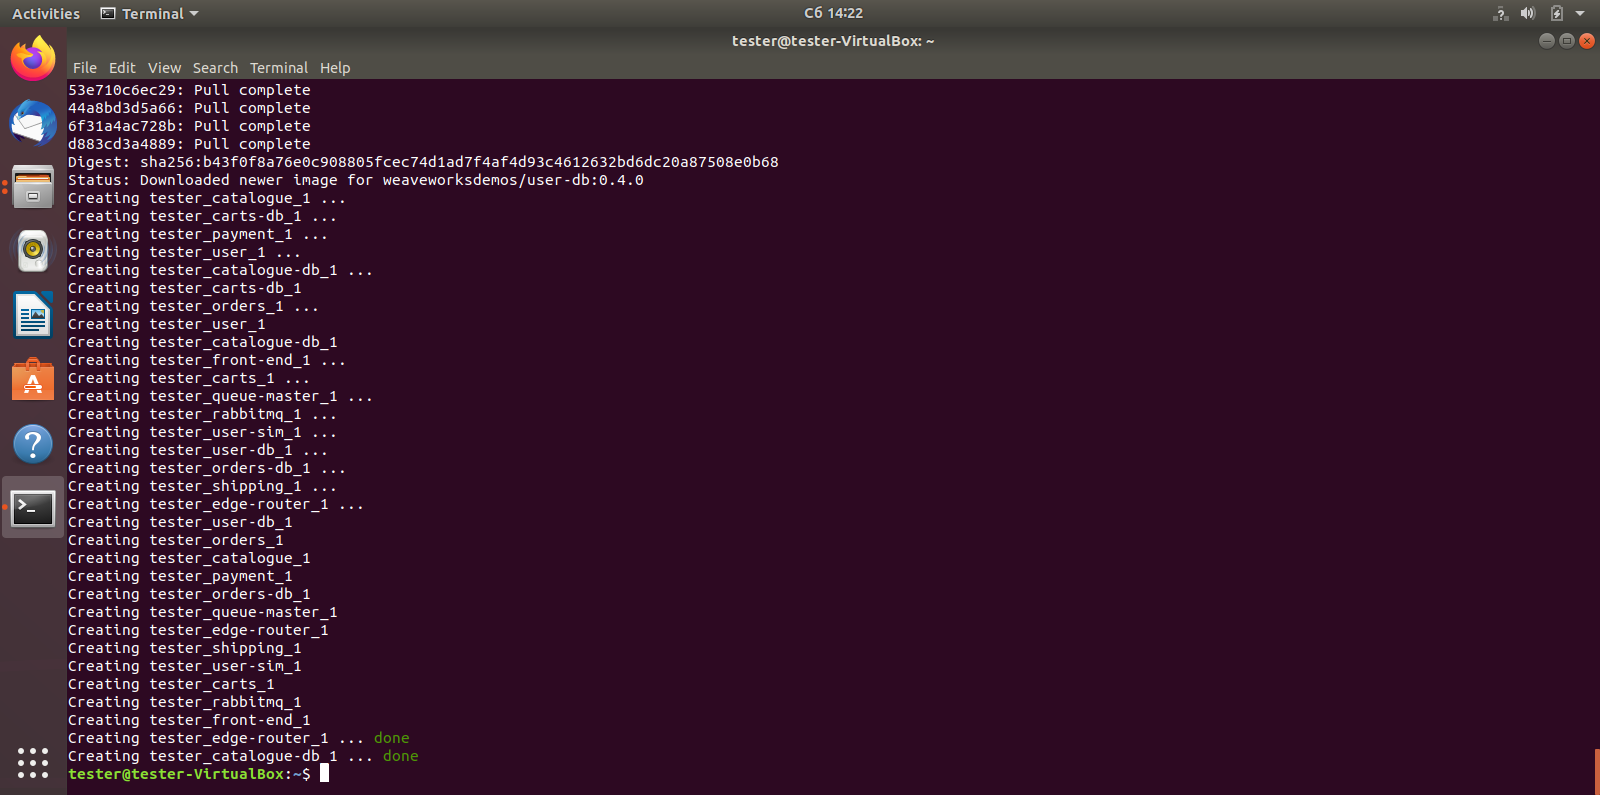 Activities Terminal Сб 14:22
tester@tester-VirtualBox: ~
File Edit View Search Terminal Help
53e710c6ec29: Pull complete
44a8bd3d5a66: Pull complete
6f31a4ac728b: Pull complete
d883cd3a4889: Pull complete
Digest: sha256:b43f0f8a76e0c908805fcec74d1ad7f4af4d93c4612632bd6dc20a87508e0b68
Status: Downloaded newer image for weaveworksdemos/user-db:0.4.0
Creating tester_catalogue_1 ...
Creating tester_carts-db_1 ...
Creating tester_payment_1 ...
Creating tester_user_1 ...
Creating tester_catalogue-db_1 ...
Creating tester_carts-db_1
Creating tester_orders_1 ...
Creating tester_user_1
Creating tester_catalogue-db_1
Creating tester_front-end_1 ...
Creating tester_carts_1 ...
Creating tester_queue-master_1 ...
Creating tester_rabbitmq_1 ...
Creating tester_user-sim_1 ...
Creating tester_user-db_1 ...
Creating tester_orders-db_1 ...
Creating tester_shipping_1 ...
Creating tester_edge-router_1 ...
Creating tester_user-db_1
Creating tester_orders_1
Creating tester_catalogue_1
Creating tester_payment_1
Creating tester_orders-db_1
Creating tester_queue-master_1
Creating tester_edge-router_1
Creating tester_shipping_1
Creating tester_user-sim_1
Creating tester_carts_1
Creating tester_rabbitmq_1
Creating tester_front-end_1
Creating tester_edge-router_1 ... done
Creating tester_catalogue-db_1 ... done
tester@tester-VirtualBox:~$